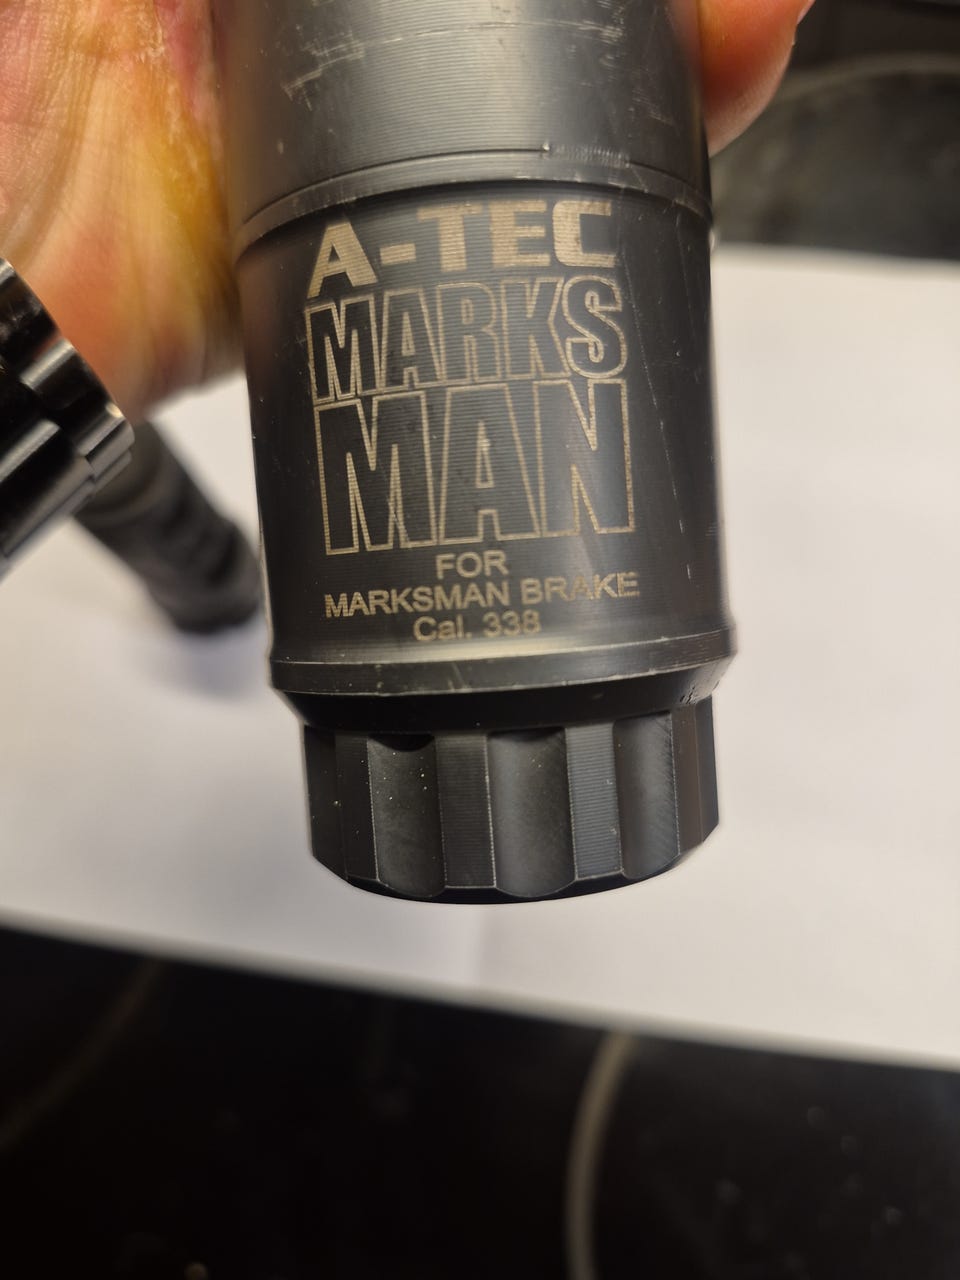 A-TEC
MARKS
MAN
FOR
MARKSMAN BRAKE
Cal. 338